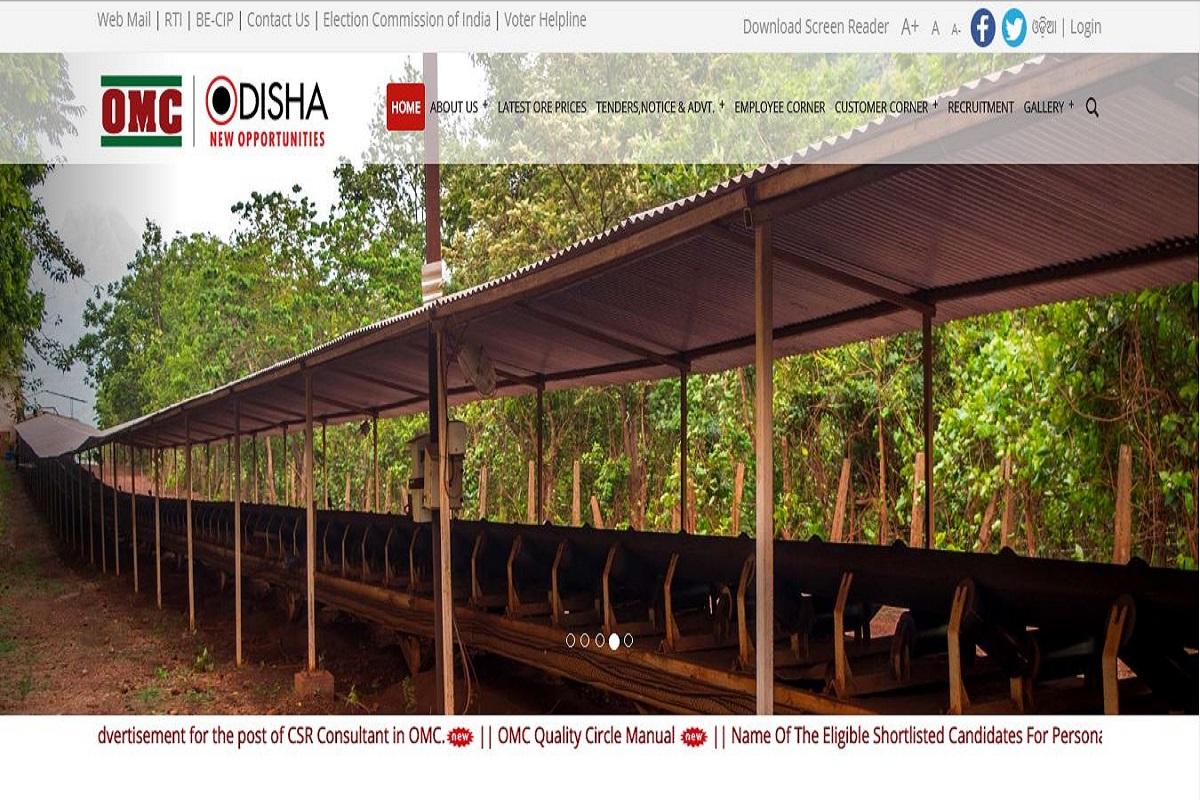 Web Mail | RTI | BE-CIP | Contact Us | Election Commission of India | Voter Helpline
Download Screen Reader A+ A A- ଓଡ଼ିଆ | Login
OMC ODISHA
NEW OPPORTUNITIES
HOME ABOUT US + LATEST ORE PRICES TENDERS,NOTICE & ADVT. + EMPLOYEE CORNER CUSTOMER CORNER + RECRUITMENT GALLERY +
dvertisement for the post of CSR Consultant in OMC. new || OMC Quality Circle Manual new || Name Of The Eligible Shortlisted Candidates For Persona